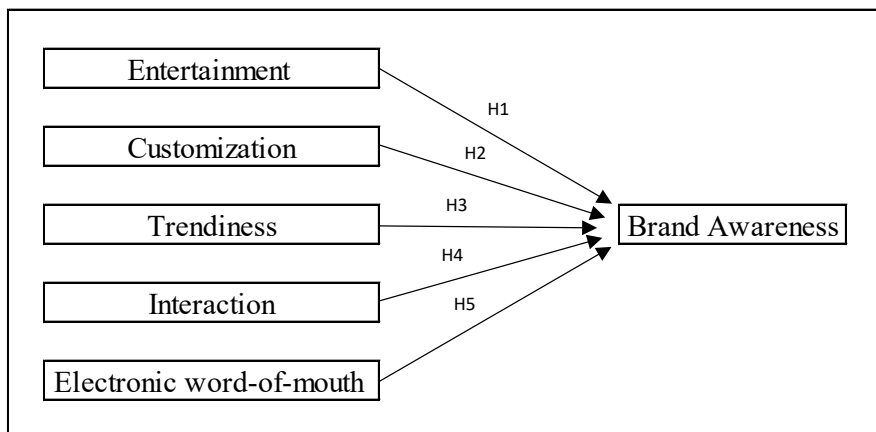 Entertainment
H1
Customization
H2
Trendiness
H3
Brand Awareness
H4
Interaction
H5
Electronic word-of-mouth